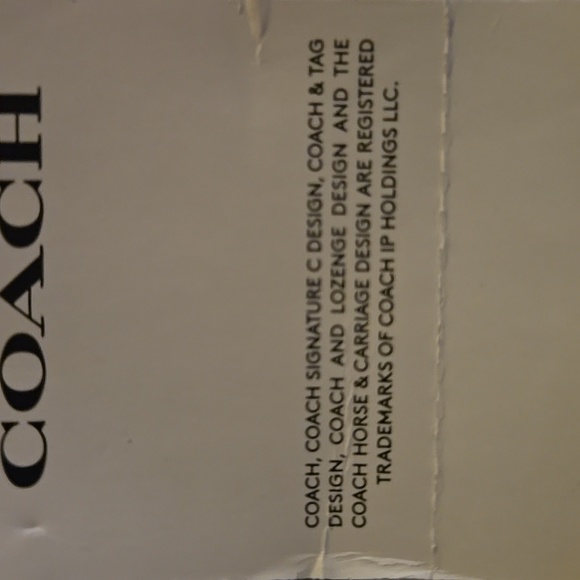 COACH
COACH, COACH SIGNATURE C DESIGN, COACH & TAG
DESIGN, COACH AND LOZENGE DESIGN AND THE
COACH HORSE & CARRIAGE DESIGN ARE REGISTERED
TRADEMARKS OF COACH IP HOLDINGS LLC.